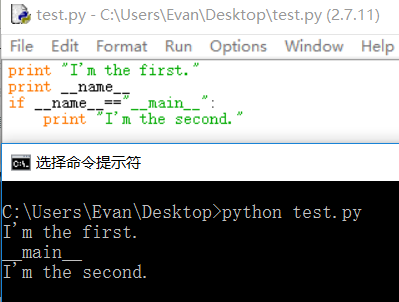 test.py - C:\Users\Evan\Desktop\test.py (2.7.11)
File Edit Format Run Options Window Help
print "I'm the first."
print __name__
if __name__=="__main__":
    print "I'm the second."
选择命令提示符
C:\Users\Evan\Desktop>python test.py
I'm the first.
__main__
I'm the second.